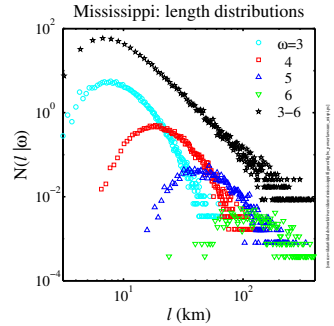 Mississippi: length distributions
10^2
10^0
10^-2
10^-4
N(l |ω)
ω=3
4
5
6
3-6
10^1
10^2
l (km)